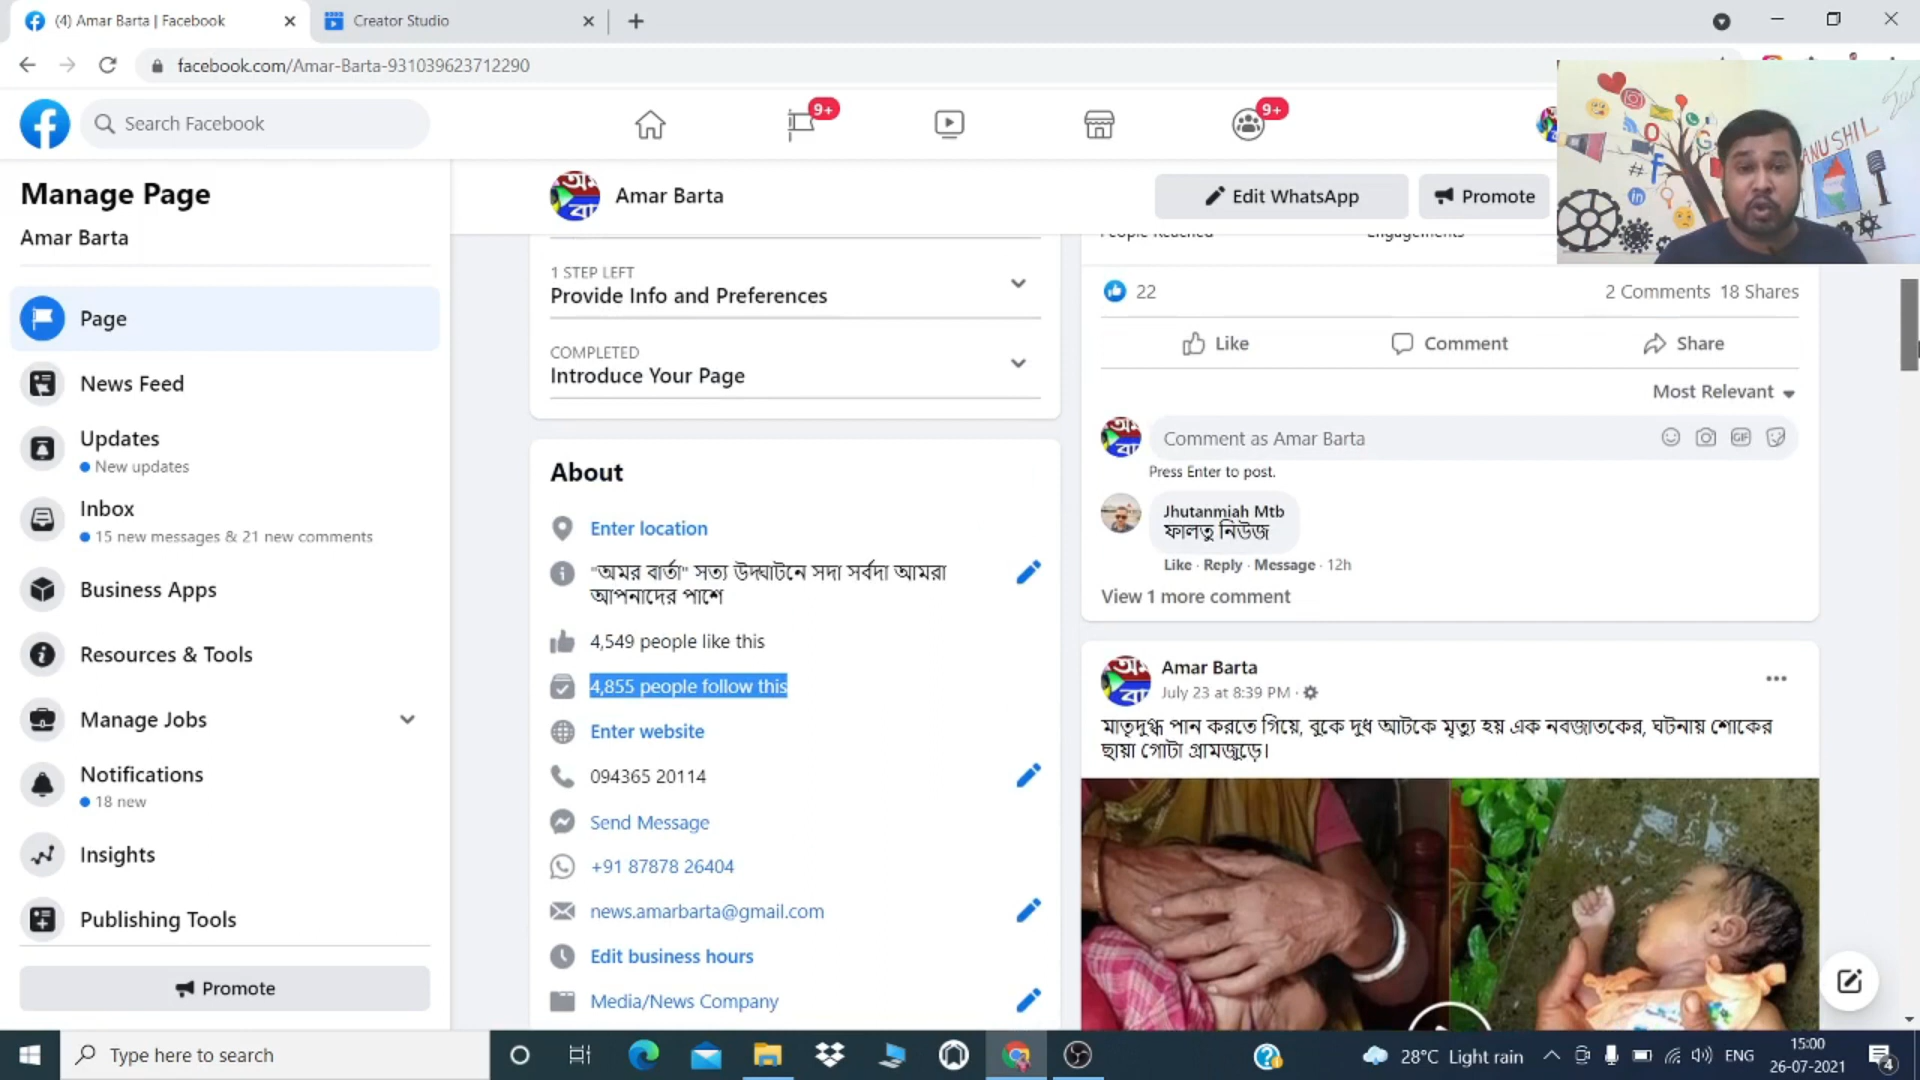 (4) Amar Barta | Facebook
Creator Studio
facebook.com/Amar-Barta-931039623712290
Search Facebook
9+
9+
ANUSHIL
Manage Page
Amar Barta
Page
News Feed
Updates
New updates
Inbox
15 new messages & 21 new comments
Business Apps
Resources & Tools
Manage Jobs
Notifications
18 new
Insights
Publishing Tools
Promote
Amar Barta
Edit WhatsApp
Promote
1 STEP LEFT
Provide Info and Preferences
COMPLETED
Introduce Your Page
About
Enter location
"অমর বার্তা" সত্য উদ্ঘাটনে সদা সর্বদা আমরা
আপনাদের পাশে
4,549 people like this
4,855 people follow this
Enter website
094365 20114
Send Message
+91 87878 26404
news.amarbarta@gmail.com
Edit business hours
Media/News Company
People Reached
Engagements
22
2 Comments 18 Shares
Like
Comment
Share
Most Relevant
Comment as Amar Barta
GIF
Press Enter to post.
Jhutanmiah Mtb
ফালতু নিউজ
Like · Reply · Message · 12h
View 1 more comment
Amar Barta
July 23 at 8:39 PM ·
মাতৃদুগ্ধ পান করতে গিয়ে, বুকে দুধ আটকে মৃত্যু হয় এক নবজাতকের, ঘটনায় শোকের
ছায়া গোটা গ্রামজুড়ে।
Type here to search
28°C Light rain
ENG
15:00
26-07-2021
4